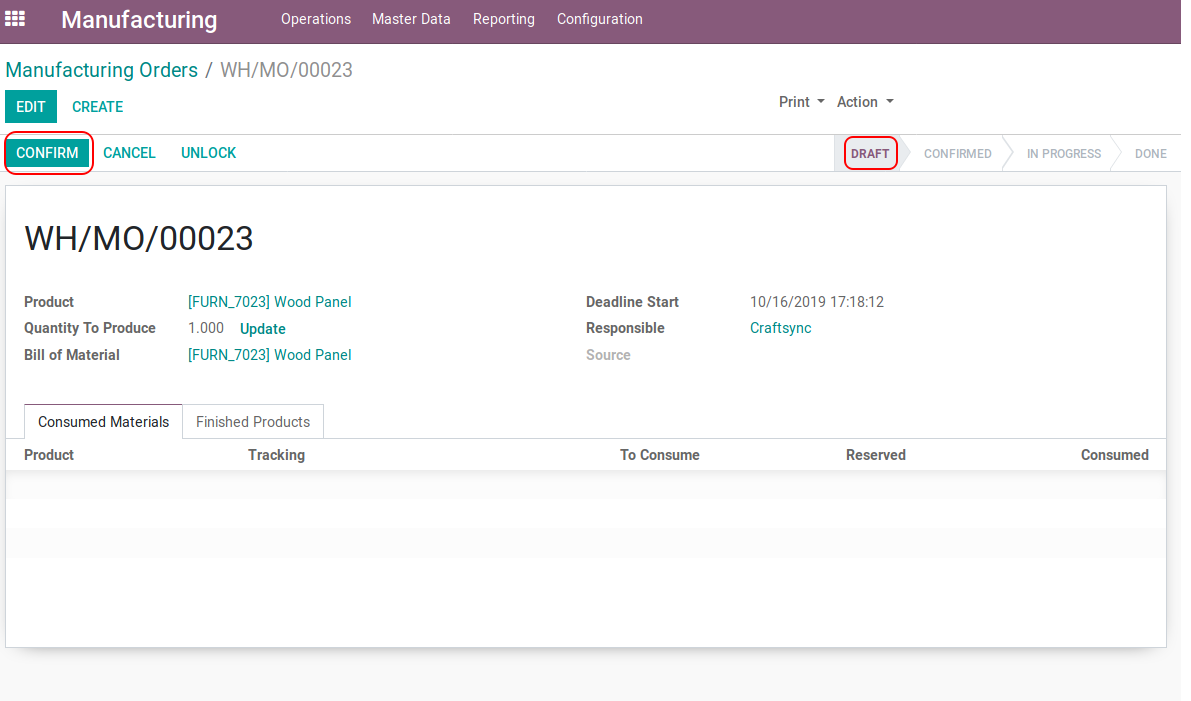 Manufacturing Operations Master Data Reporting Configuration
Manufacturing Orders / WH/MO/00023
EDIT CREATE Print Action
CONFIRM CANCEL UNLOCK DRAFT CONFIRMED IN PROGRESS DONE
WH/MO/00023
Product [FURN_7023] Wood Panel Deadline Start 10/16/2019 17:18:12
Quantity To Produce 1.000 Update Responsible Craftsync
Bill of Material [FURN_7023] Wood Panel Source
Consumed Materials Finished Products
Product Tracking To Consume Reserved Consumed